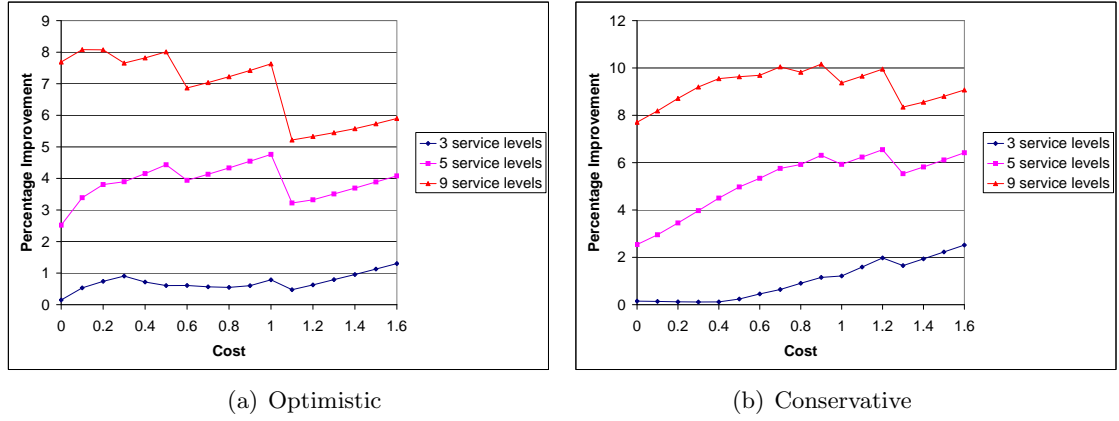 9
8
7
6
5
4
3
2
1
0
Percentage Improvement
0 0.2 0.4 0.6 0.8 1 1.2 1.4 1.6
Cost
3 service levels
5 service levels
9 service levels
(a) Optimistic
12
10
8
6
4
2
0
Percentage Improvement
0 0.2 0.4 0.6 0.8 1 1.2 1.4 1.6
Cost
3 service levels
5 service levels
9 service levels
(b) Conservative